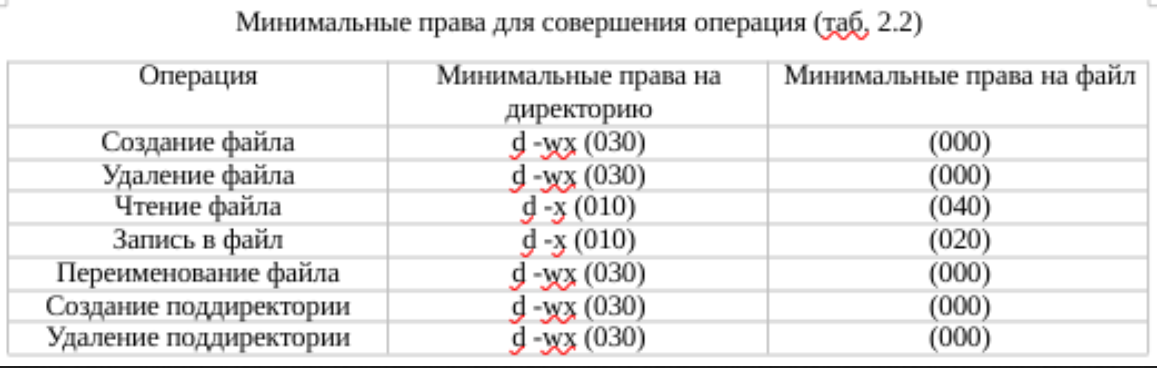 Минимальные права для совершения операция (таб, 2.2)
Операция Минимальные права на директорию Минимальные права на файл
Создание файла d -wx (030) (000)
Удаление файла d -wx (030) (000)
Чтение файла d -x (010) (040)
Запись в файл d -x (010) (020)
Переименование файла d -wx (030) (000)
Создание поддиректории d -wx (030) (000)
Удаление поддиректории d -wx (030) (000)